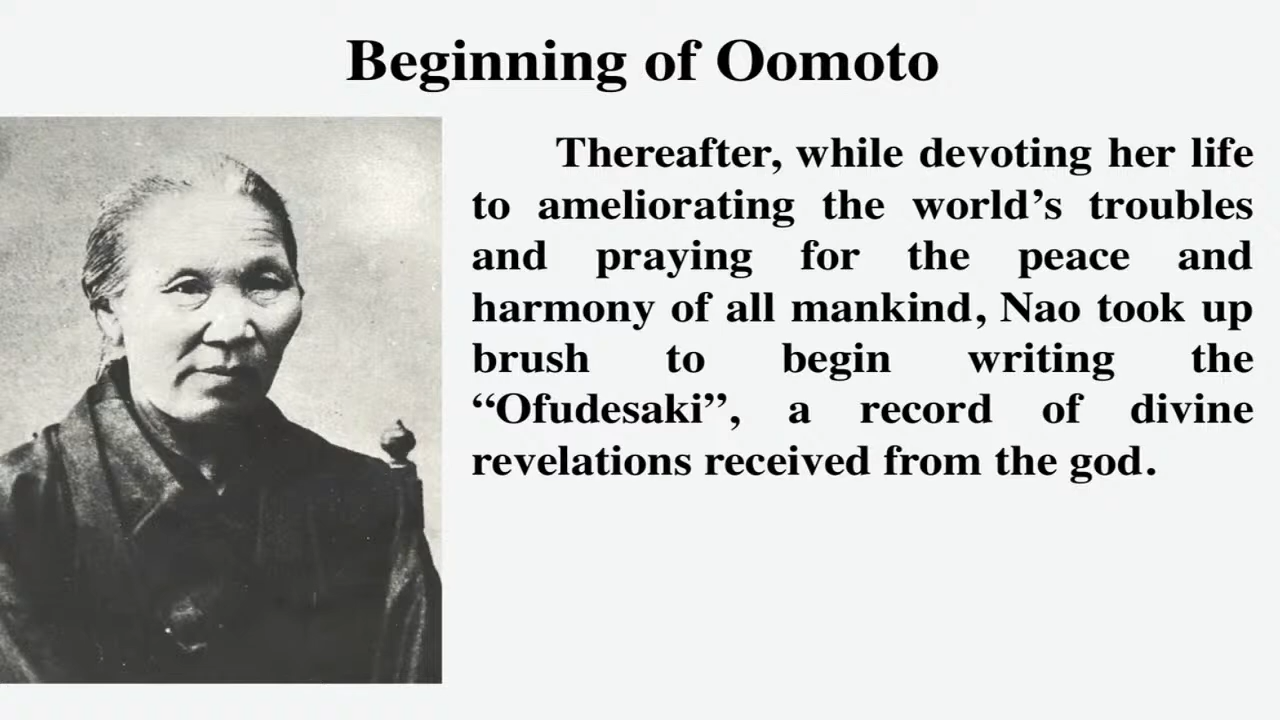 Beginning of Oomoto
Thereafter, while devoting her life
to ameliorating the world’s troubles
and praying for the peace and
harmony of all mankind, Nao took up
brush to begin writing the
“Ofudesaki”, a record of divine
revelations received from the god.